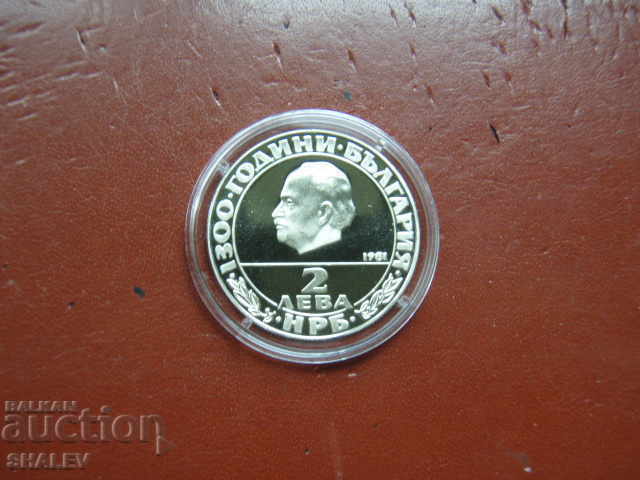 ·1300·ГОДИНИ·БЪЛГАРИЯ·
1981
2
ЛЕВА
·НРБ·
BALKAN
auction
SHALEV